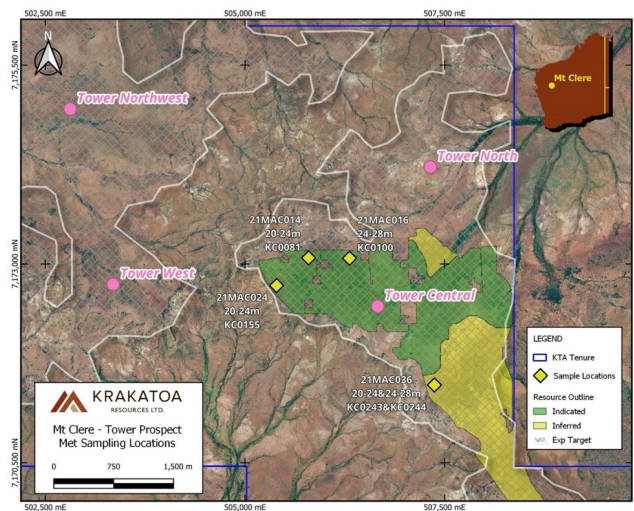 502,500 mE
505,000 mE
507,500 mE
7,175,500 mN
N
Mt Clere
Tower Northwest
Tower North
21MAC014
20-24m
KC0081
21MAC016
24-28m
KC0100
7,173,000 mN
Tower West
21MAC024
20-24m
KC0155
Tower Central
21MAC036
20-24&24-28m
KC0243&KC0244
LEGEND
KTA Tenure
Sample Locations
Resource Outline
Indicated
Inferred
Exp Target
KRAKATOA
RESOURCES LTD.
Mt Clere - Tower Prospect
Met Sampling Locations
0 750 1,500 m
7,170,500 mN
502,500 mE
505,000 mE
507,500 mE